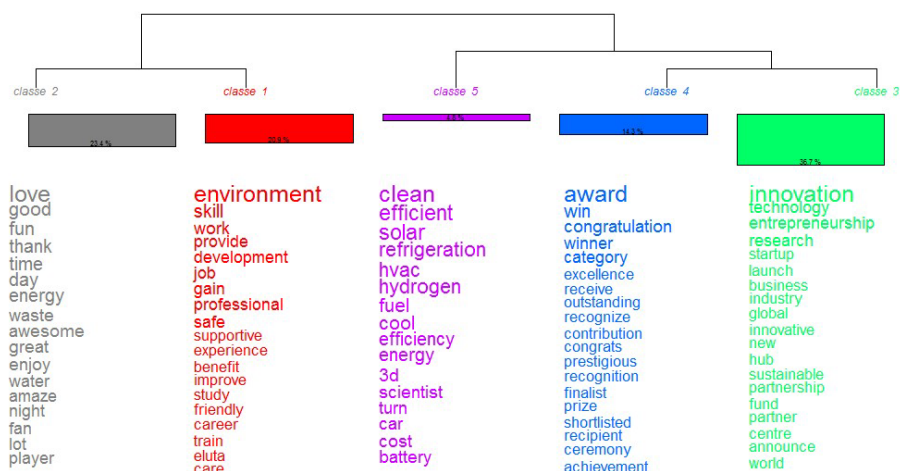 classe 2
classe 1
classe 5
classe 4
classe 3
23.4 %
20.8 %
4.8 %
14.3 %
36.7 %
love
good
fun
thank
time
day
energy
waste
awesome
great
enjoy
water
amaze
night
fan
lot
player
environment
skill
work
provide
development
job
gain
professional
safe
supportive
experience
benefit
improve
study
friendly
career
train
eluta
care
clean
efficient
solar
refrigeration
hvac
hydrogen
fuel
cool
efficiency
energy
3d
scientist
turn
car
cost
battery
award
win
congratulation
winner
category
excellence
receive
outstanding
recognize
contribution
congrats
prestigious
recognition
finalist
prize
shortlisted
recipient
ceremony
achievement
innovation
technology
entrepreneurship
research
startup
launch
business
industry
global
innovative
new
hub
sustainable
partnership
fund
partner
centre
announce
world